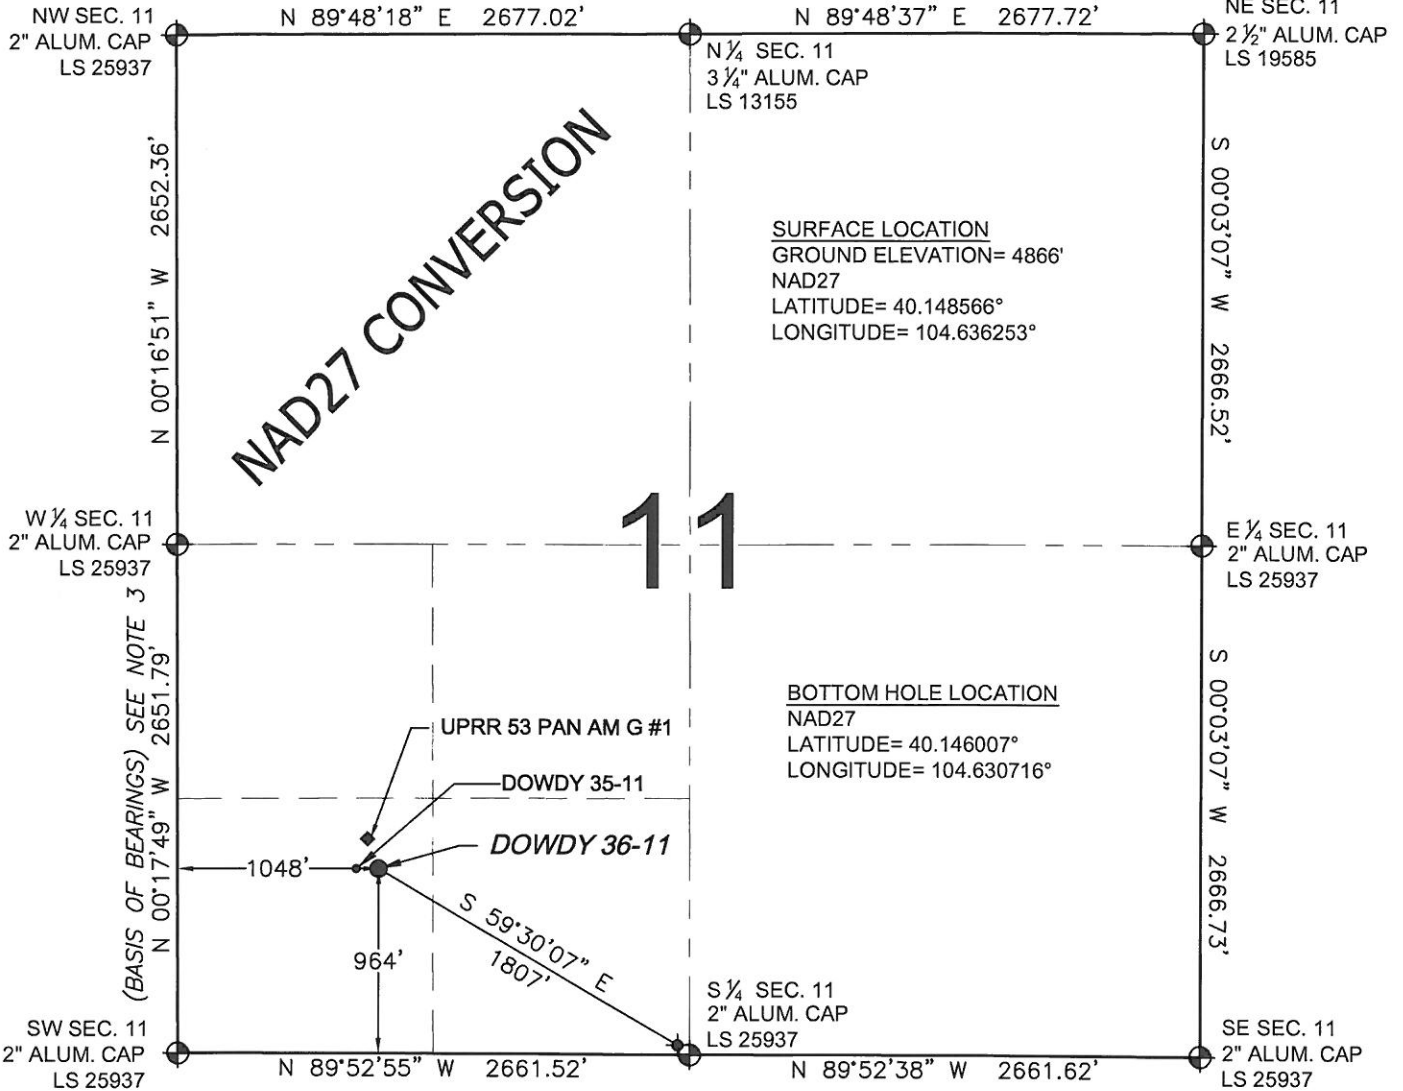 NW SEC. 11
2" ALUM. CAP
LS 25937
N 89°48'18" E 2677.02'
N 89°48'37" E 2677.72'
NE SEC. 11
2 ½" ALUM. CAP
LS 19585
N ¼ SEC. 11
3 ¼" ALUM. CAP
LS 13155
N 00°16'51" W 2652.36'
NAD27 CONVERSION
SURFACE LOCATION
GROUND ELEVATION= 4866'
NAD27
LATITUDE= 40.148566°
LONGITUDE= 104.636253°
S 00°03'07" W 2666.52'
W ¼ SEC. 11
2" ALUM. CAP
LS 25937
11
E ¼ SEC. 11
2" ALUM. CAP
LS 25937
(BASIS OF BEARINGS) SEE NOTE 3
N 00°17'49" W 2651.79'
UPRR 53 PAN AM G #1
DOWDY 35-11
DOWDY 36-11
BOTTOM HOLE LOCATION
NAD27
LATITUDE= 40.146007°
LONGITUDE= 104.630716°
S 00°03'07" W 2666.73'
1048'
964'
S 59°30'07" E
1807'
S ¼ SEC. 11
2" ALUM. CAP
LS 25937
SW SEC. 11
2" ALUM. CAP
LS 25937
N 89°52'55" W 2661.52'
N 89°52'38" W 2661.62'
SE SEC. 11
2" ALUM. CAP
LS 25937